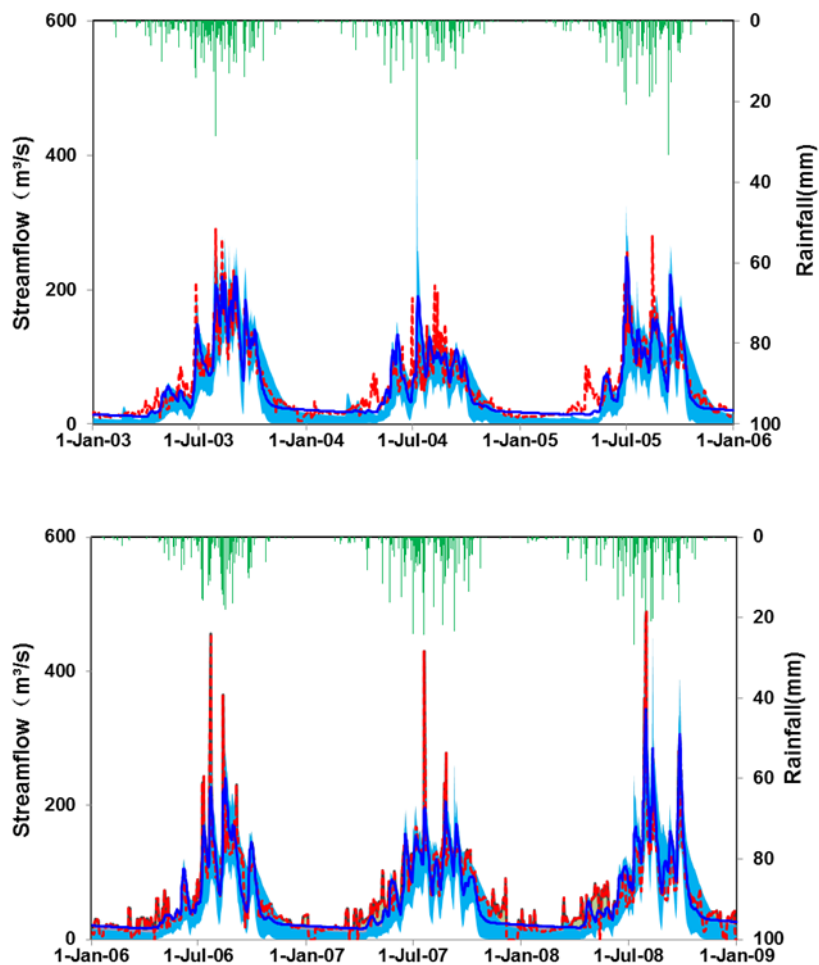 600
400
200
0
Streamflow（m³/s)
0
20
40
60
80
100
Rainfall(mm)
1-Jan-03
1-Jul-03
1-Jan-04
1-Jul-04
1-Jan-05
1-Jul-05
1-Jan-06
600
400
200
0
Streamflow（m³/s)
0
20
40
60
80
100
Rainfall(mm)
1-Jan-06
1-Jul-06
1-Jan-07
1-Jul-07
1-Jan-08
1-Jul-08
1-Jan-09